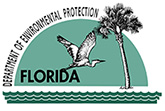 DEPARTMENT OF ENVIRONMENTAL PROTECTION
FLORIDA